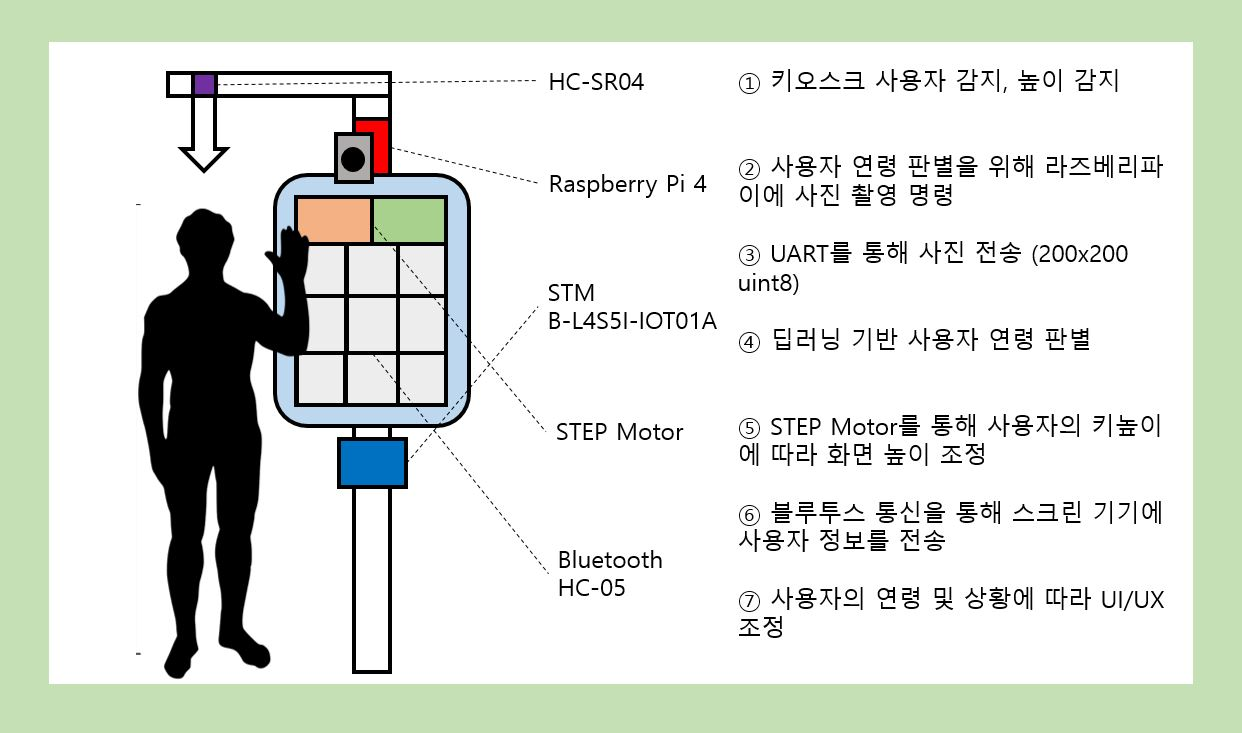 HC-SR04
Raspberry Pi 4
STM
B-L4S5I-IOT01A
STEP Motor
Bluetooth
HC-05
① 키오스크 사용자 감지, 높이 감지
② 사용자 연령 판별을 위해 라즈베리파
이에 사진 촬영 명령
③ UART를 통해 사진 전송 (200x200
uint8)
④ 딥러닝 기반 사용자 연령 판별
⑤ STEP Motor를 통해 사용자의 키높이
에 따라 화면 높이 조정
⑥ 블루투스 통신을 통해 스크린 기기에
사용자 정보를 전송
⑦ 사용자의 연령 및 상황에 따라 UI/UX
조정